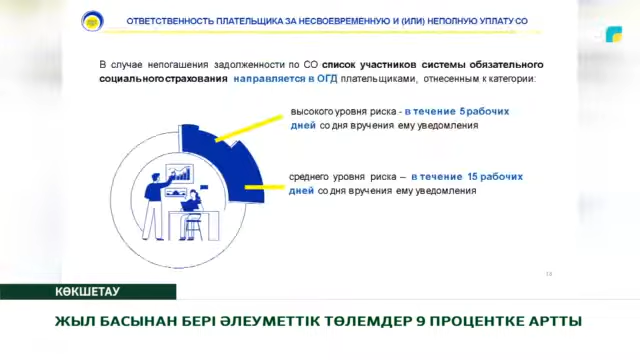 ОТВЕТСТВЕННОСТЬ ПЛАТЕЛЬЩИКА ЗА НЕСВОЕВРЕМЕННУЮ И (ИЛИ) НЕПОЛНУЮ УПЛАТУ СО
В случае непогашения задолженности по СО список участников системы обязательного
социального страхования направляется в ОГД плательщиками, отнесенным к категории:
высокого уровня риска - в течение 5 рабочих
дней со дня вручения ему уведомления
среднего уровня риска – в течение 15 рабочих
дней со дня вручения ему уведомления
14
КӨКШЕТАУ
ЖЫЛ БАСЫНАН БЕРІ ӘЛЕУМЕТТІК ТӨЛЕМДЕР 9 ПРОЦЕНТКЕ АРТТЫ